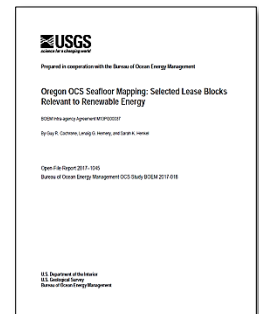 USGS
science for a changing world
Prepared in cooperation with the Bureau of Ocean Energy Management
Oregon OCS Seafloor Mapping: Selected Lease Blocks
Relevant to Renewable Energy
BOEM Intra-agency Agreement M13PG00037
By Guy R. Cochrane, Lenaïg G. Hemery, and Sarah K. Henkel
Open File Report 2017-1045
Bureau of Ocean Energy Management OCS Study BOEM 2017-018
U.S. Department of the Interior
U.S. Geological Survey
Bureau of Ocean Energy Management